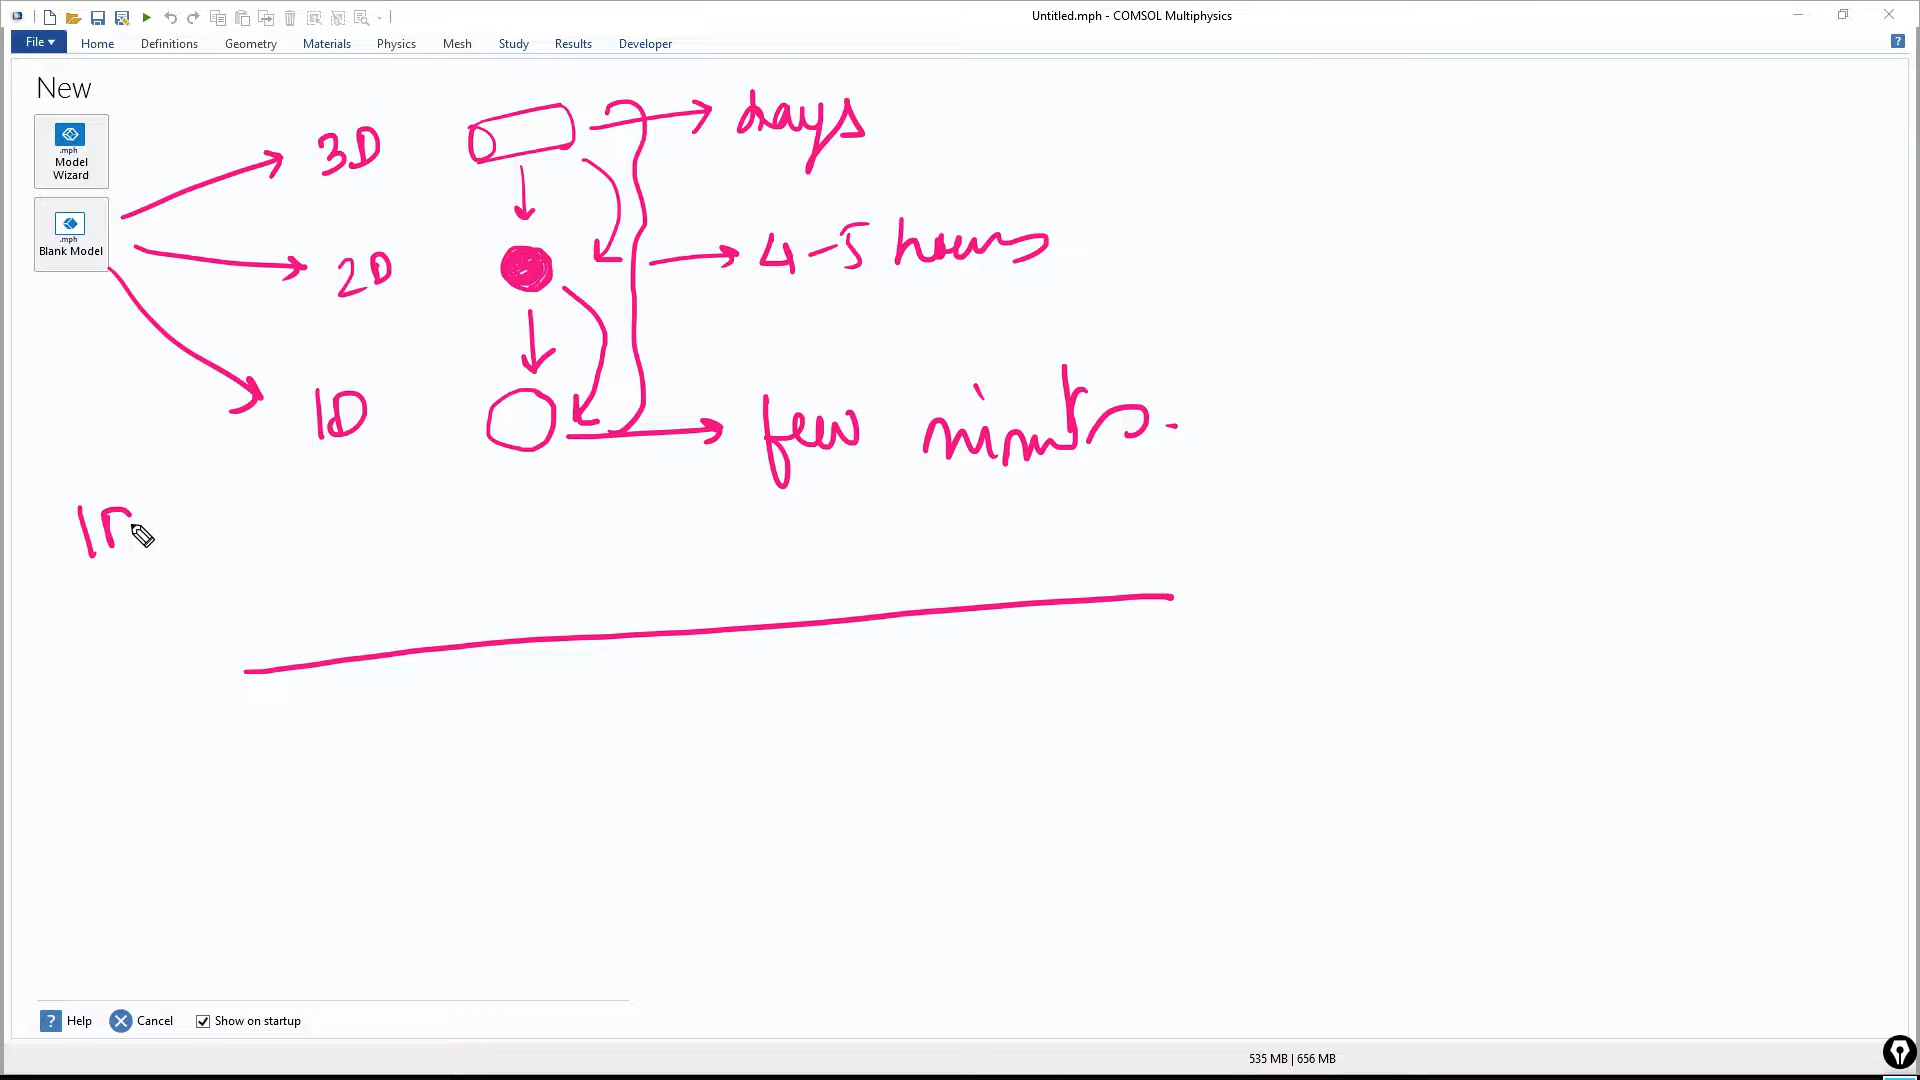 Untitled.mph - COMSOL Multiphysics
File Home Definitions Geometry Materials Physics Mesh Study Results Developer
New
.mph
Model
Wizard
.mph
Blank Model
3D days
2D 4-5 hours
1D few
Help Cancel Show on startup
535 MB | 656 MB